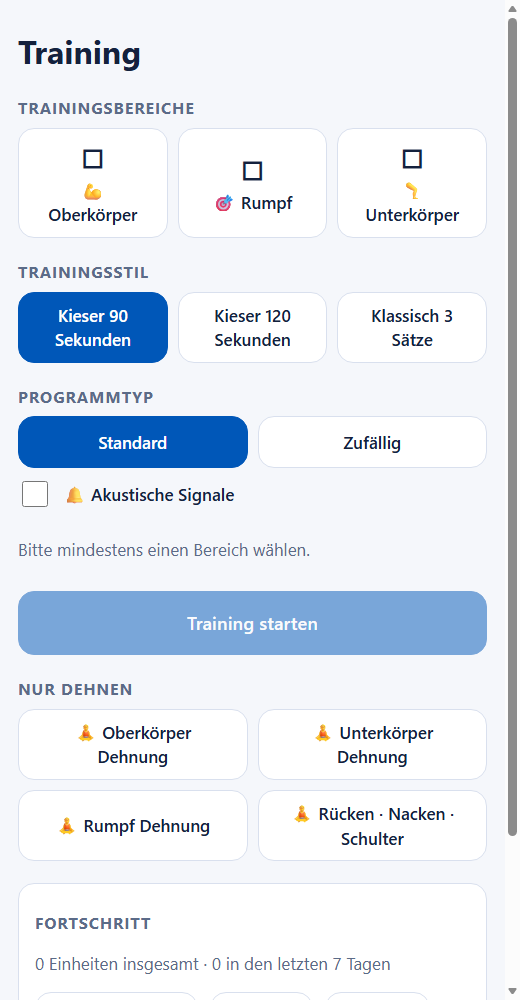 Training
TRAININGSBEREICHE
☐
💪
Oberkörper
☐
🎯 Rumpf
☐
🦵
Unterkörper
TRAININGSSTIL
Kieser 90
Sekunden
Kieser 120
Sekunden
Klassisch 3
Sätze
PROGRAMMTYP
Standard
Zufällig
🔔 Akustische Signale
Bitte mindestens einen Bereich wählen.
Training starten
NUR DEHNEN
🧘 Oberkörper
Dehnung
🧘 Unterkörper
Dehnung
🧘 Rumpf Dehnung
🧘 Rücken · Nacken ·
Schulter
FORTSCHRITT
0 Einheiten insgesamt · 0 in den letzten 7 Tagen